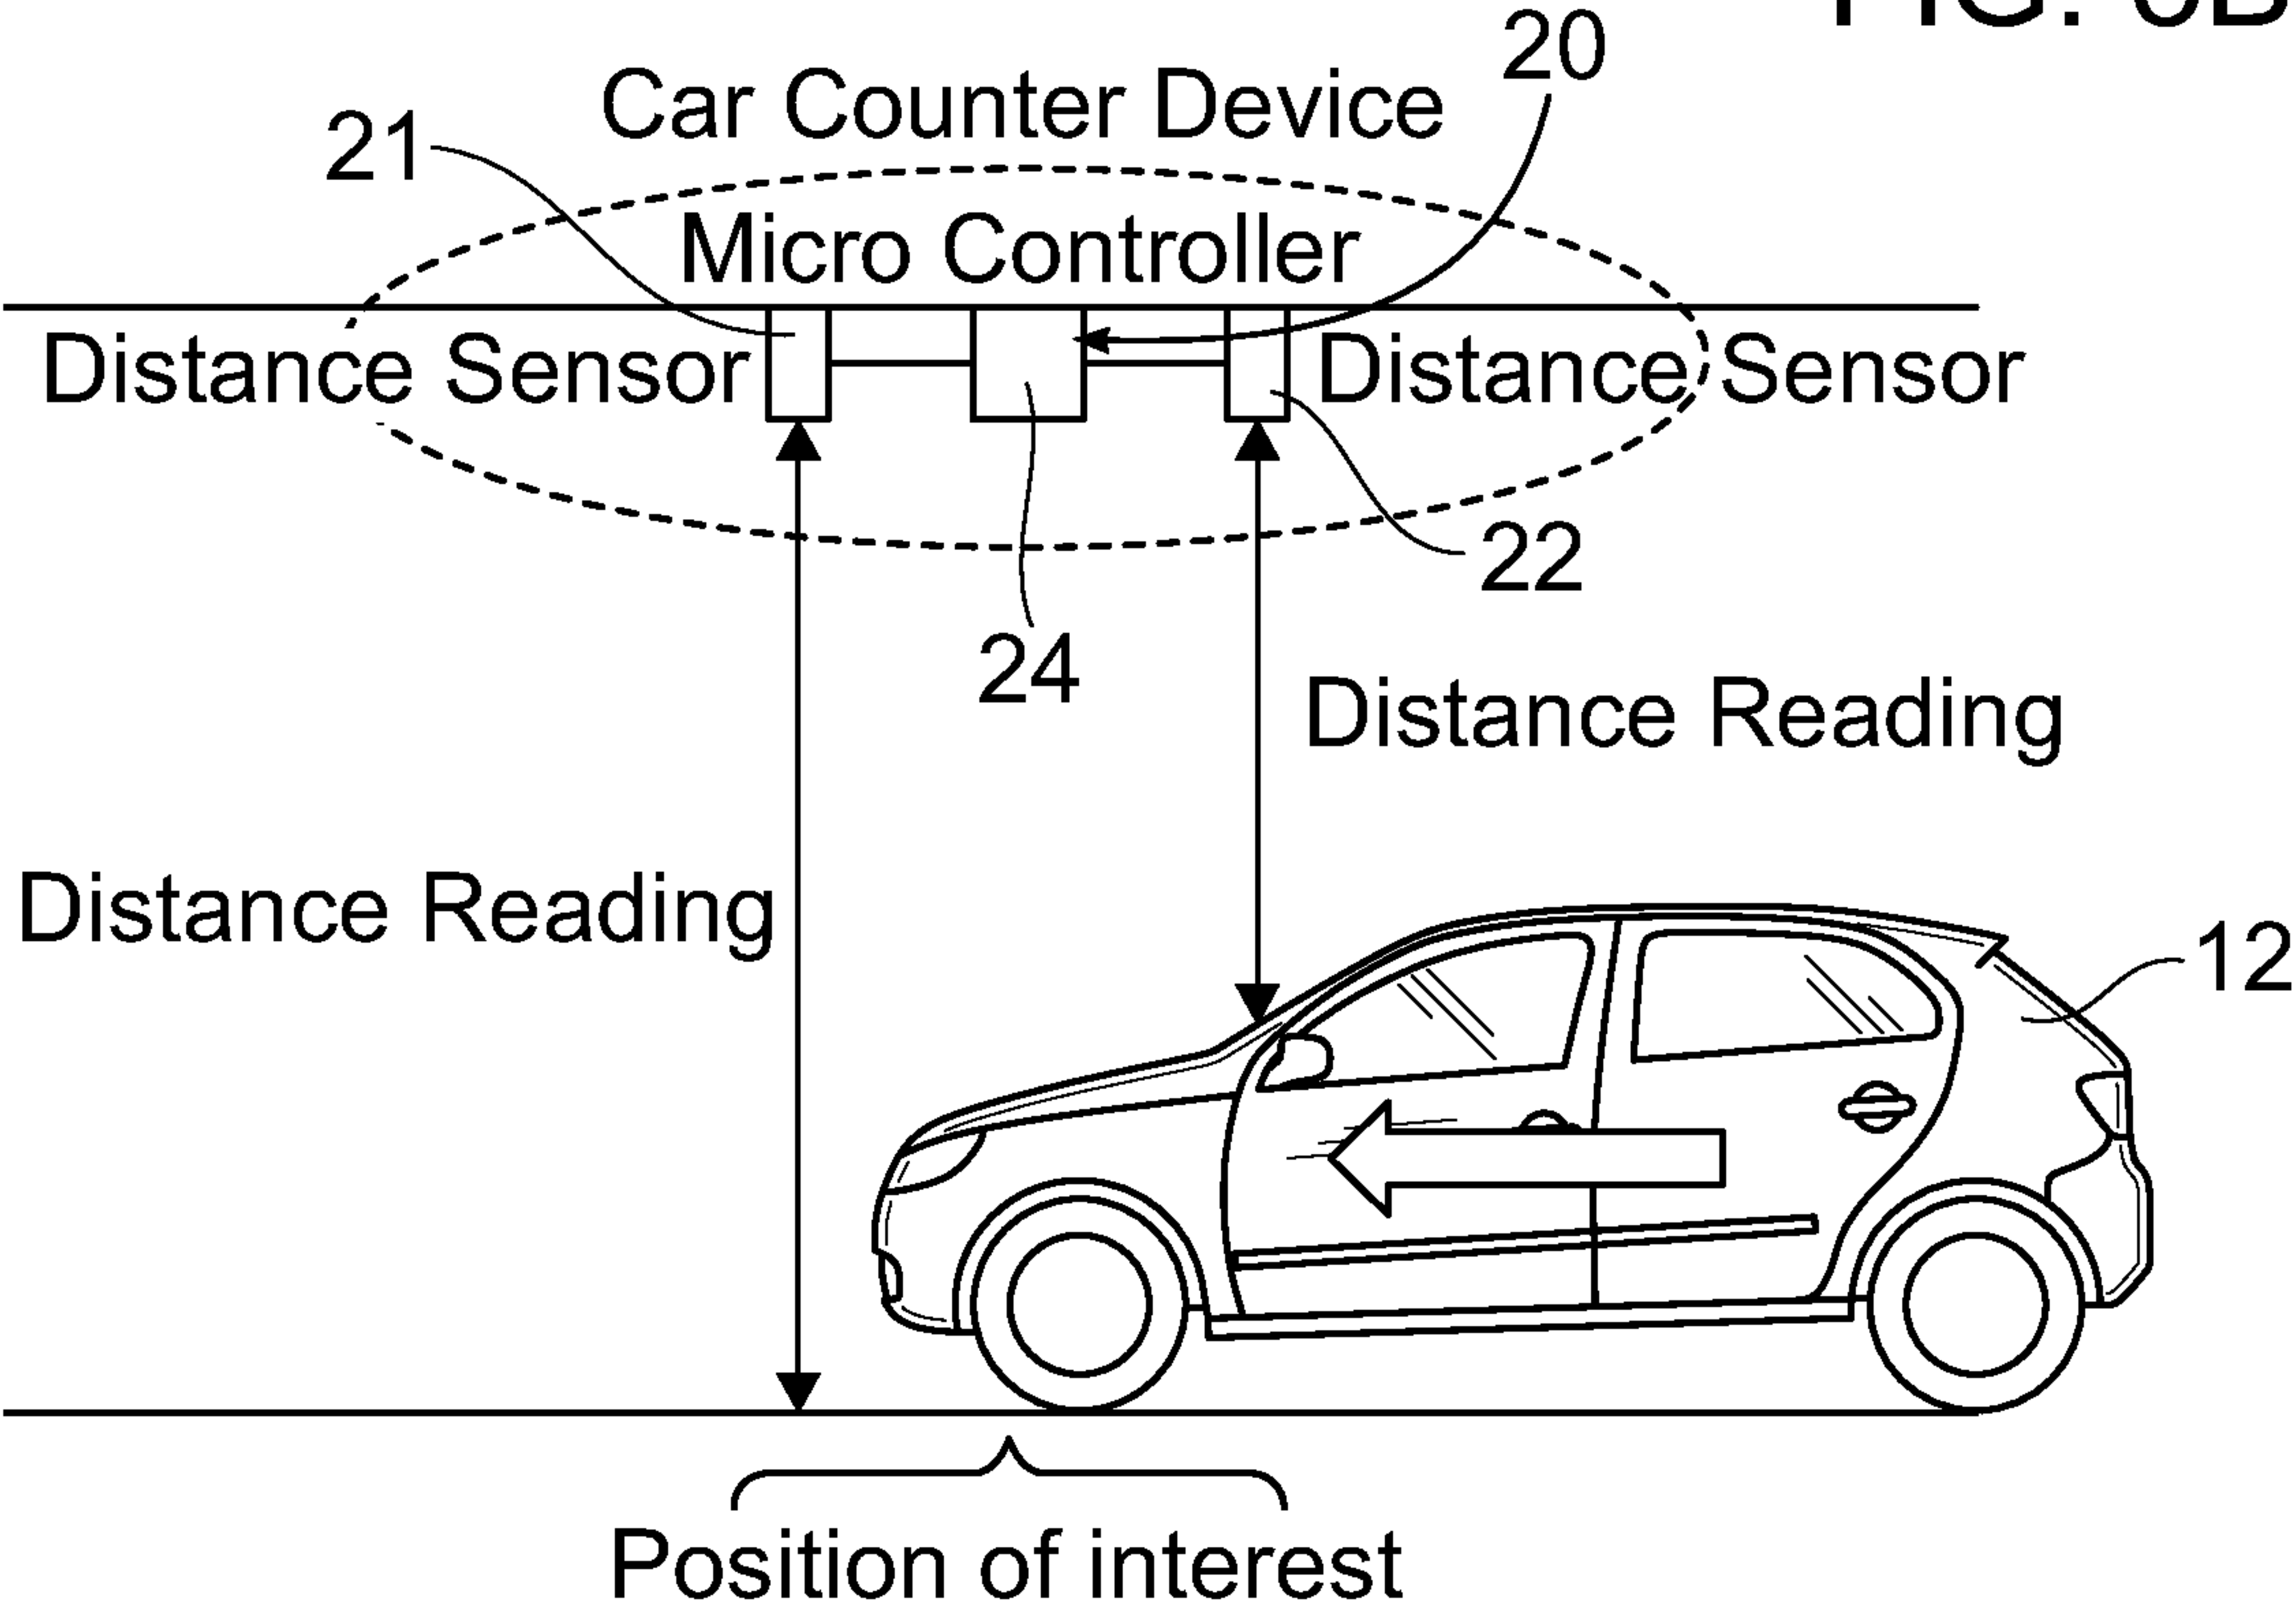 20
Car Counter Device
21
Micro Controller
Distance Sensor
Distance Sensor
22
24
Distance Reading
Distance Reading
12
Position of interest